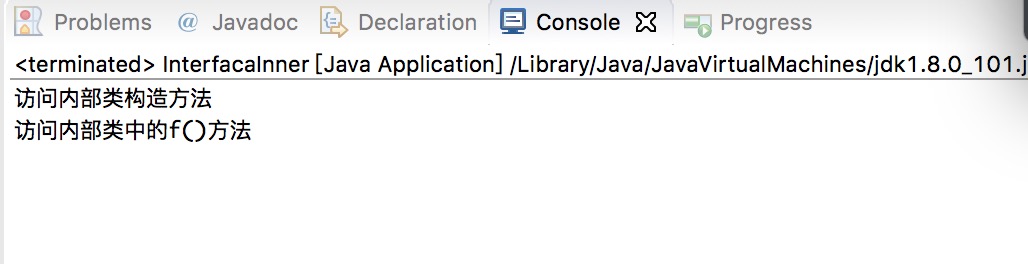 Problems @ Javadoc Declaration Console Progress
<terminated> InterfacaInner [Java Application] /Library/Java/JavaVirtualMachines/jdk1.8.0_101.j
访问内部类构造方法
访问内部类中的f()方法